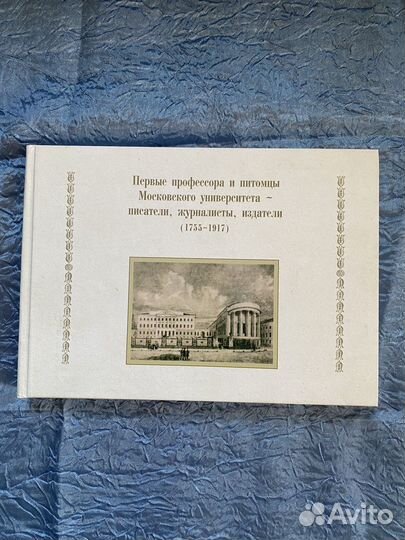 Первые профессора и питомцы
Московского университета ~
писатели, журналисты, издатели
(1755-1917)
Avito